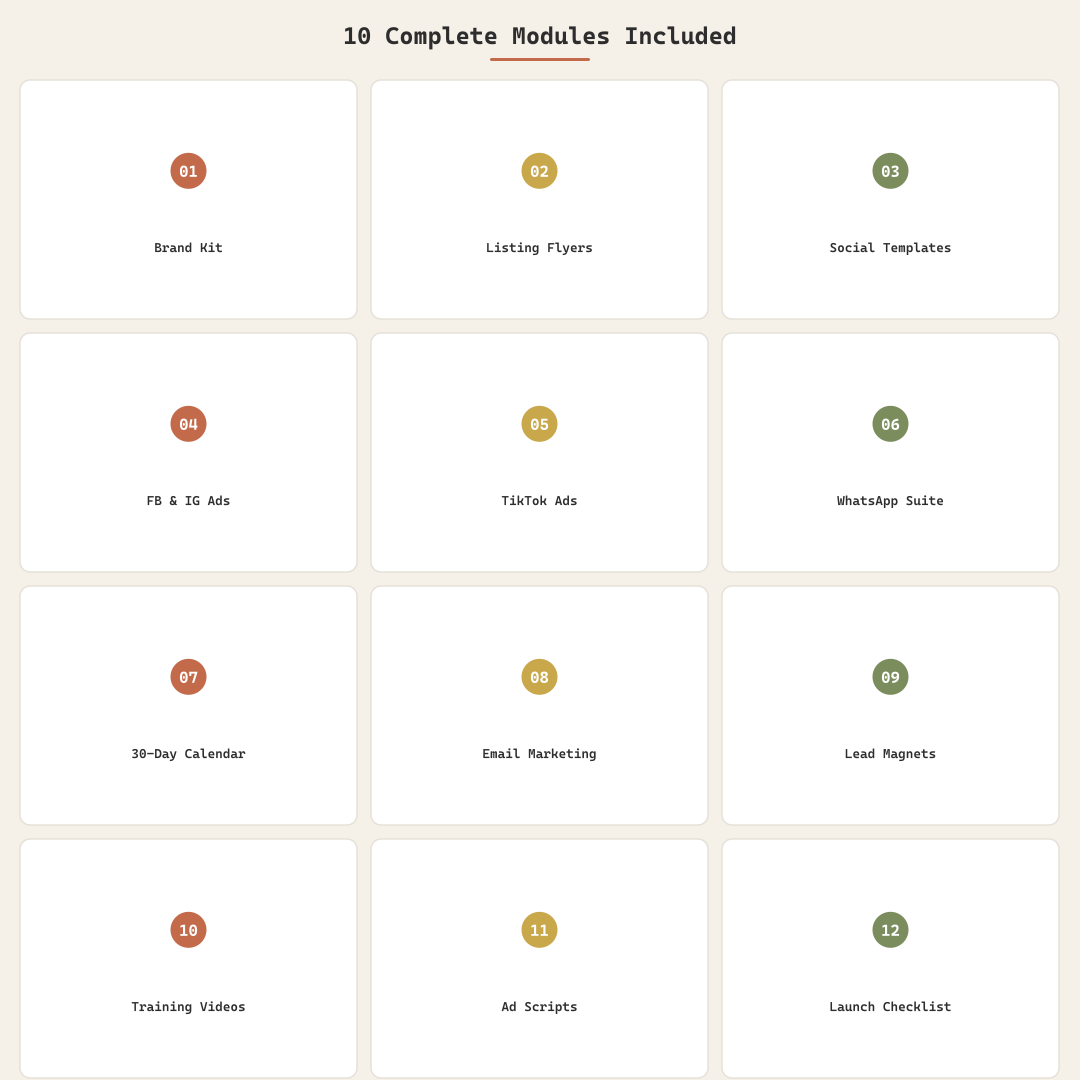 10 Complete Modules Included
01
02
03
Brand Kit
Listing Flyers
Social Templates
04
05
06
FB & IG Ads
TikTok Ads
WhatsApp Suite
07
08
09
30-Day Calendar
Email Marketing
Lead Magnets
10
11
12
Training Videos
Ad Scripts
Launch Checklist